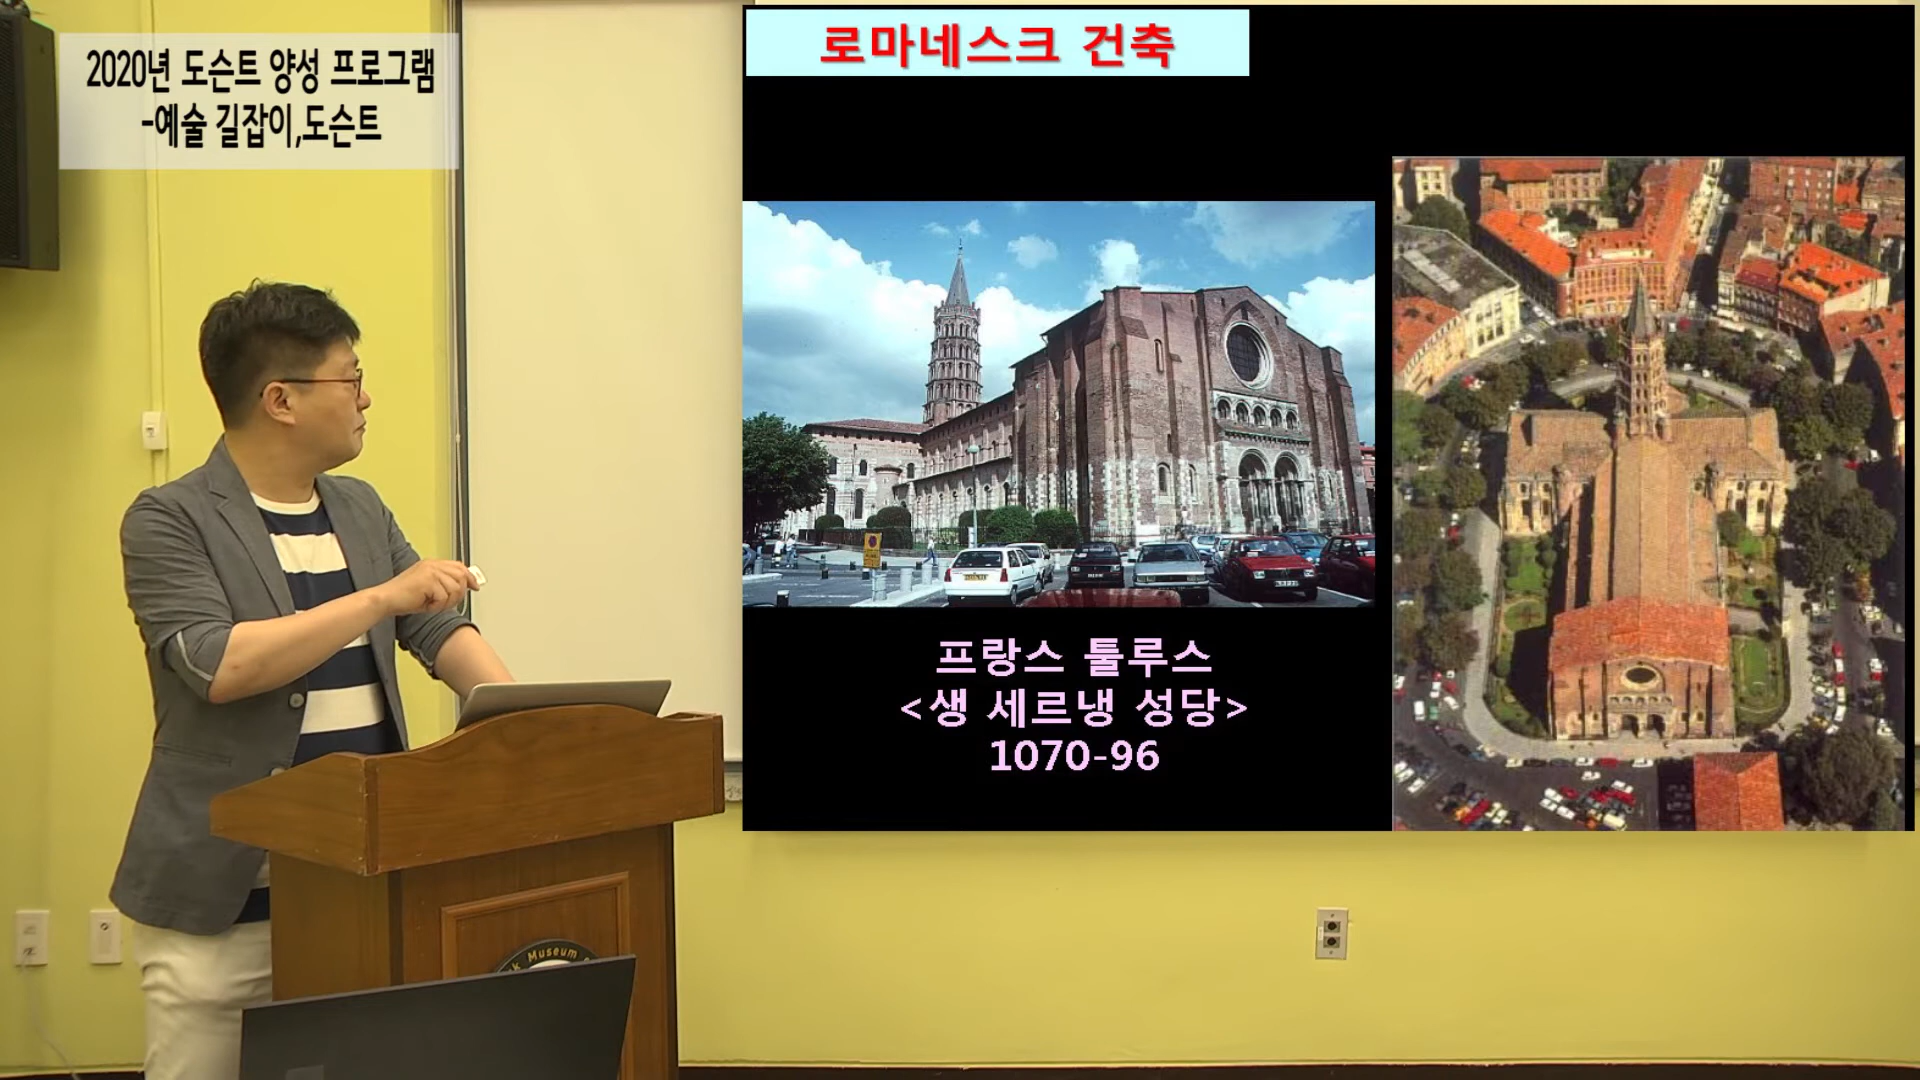 2020년 도슨트 양성 프로그램
-예술 길잡이,도슨트
로마네스크 건축
프랑스 툴루스
<생 세르냉 성당>
1070-96
Museum